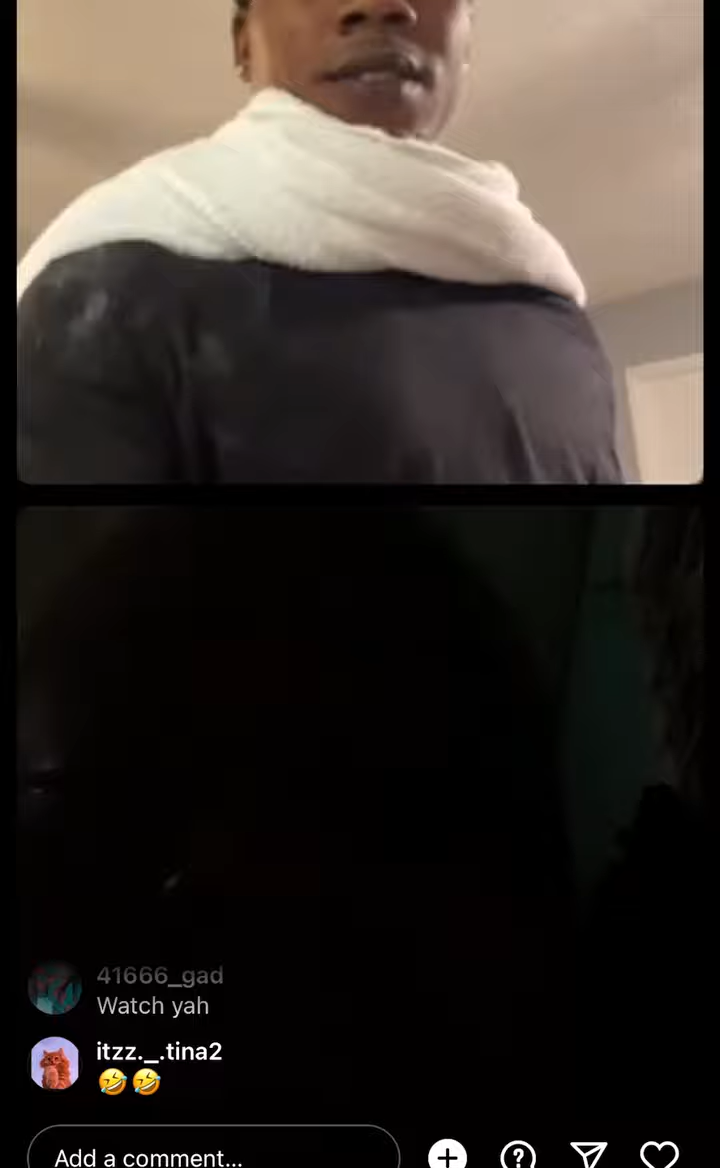 41666_gad
Watch yah
itzz._.tina2
🤣🤣
Add a comment...